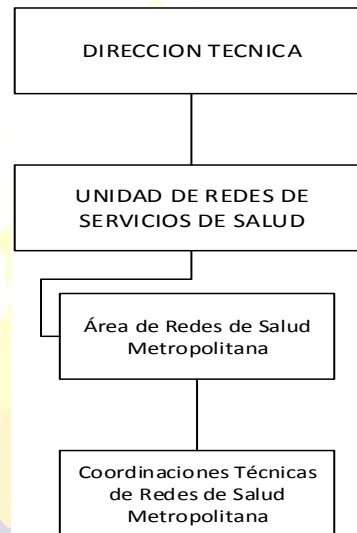 DIRECCION TECNICA
UNIDAD DE REDES DE
SERVICIOS DE SALUD
Área de Redes de Salud
Metropolitana
Coordinaciones Técnicas
de Redes de Salud
Metropolitana